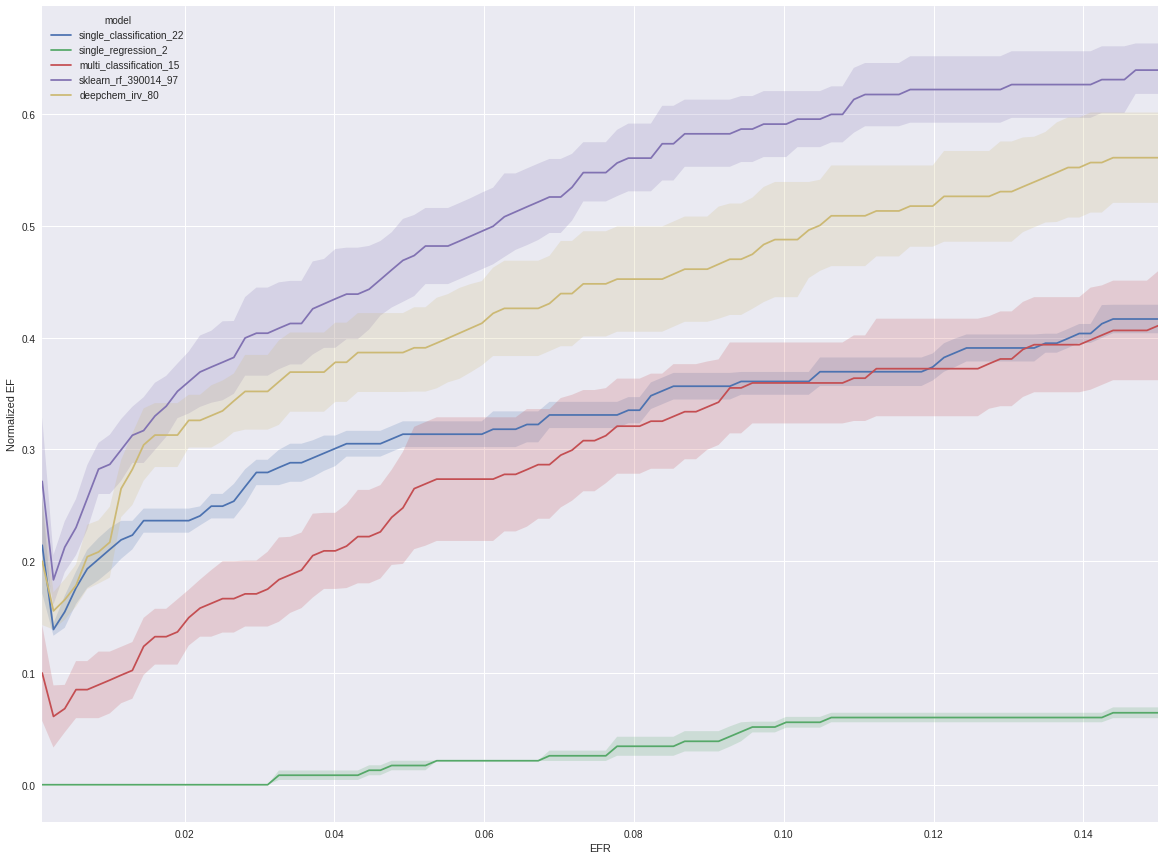 model
single_classification_22
single_regression_2
multi_classification_15
sklearn_rf_390014_97
deepchem_irv_80
Normalized EF
0.6
0.5
0.4
0.3
0.2
0.1
0.0
0.02 0.04 0.06 0.08 0.10 0.12 0.14
EFR